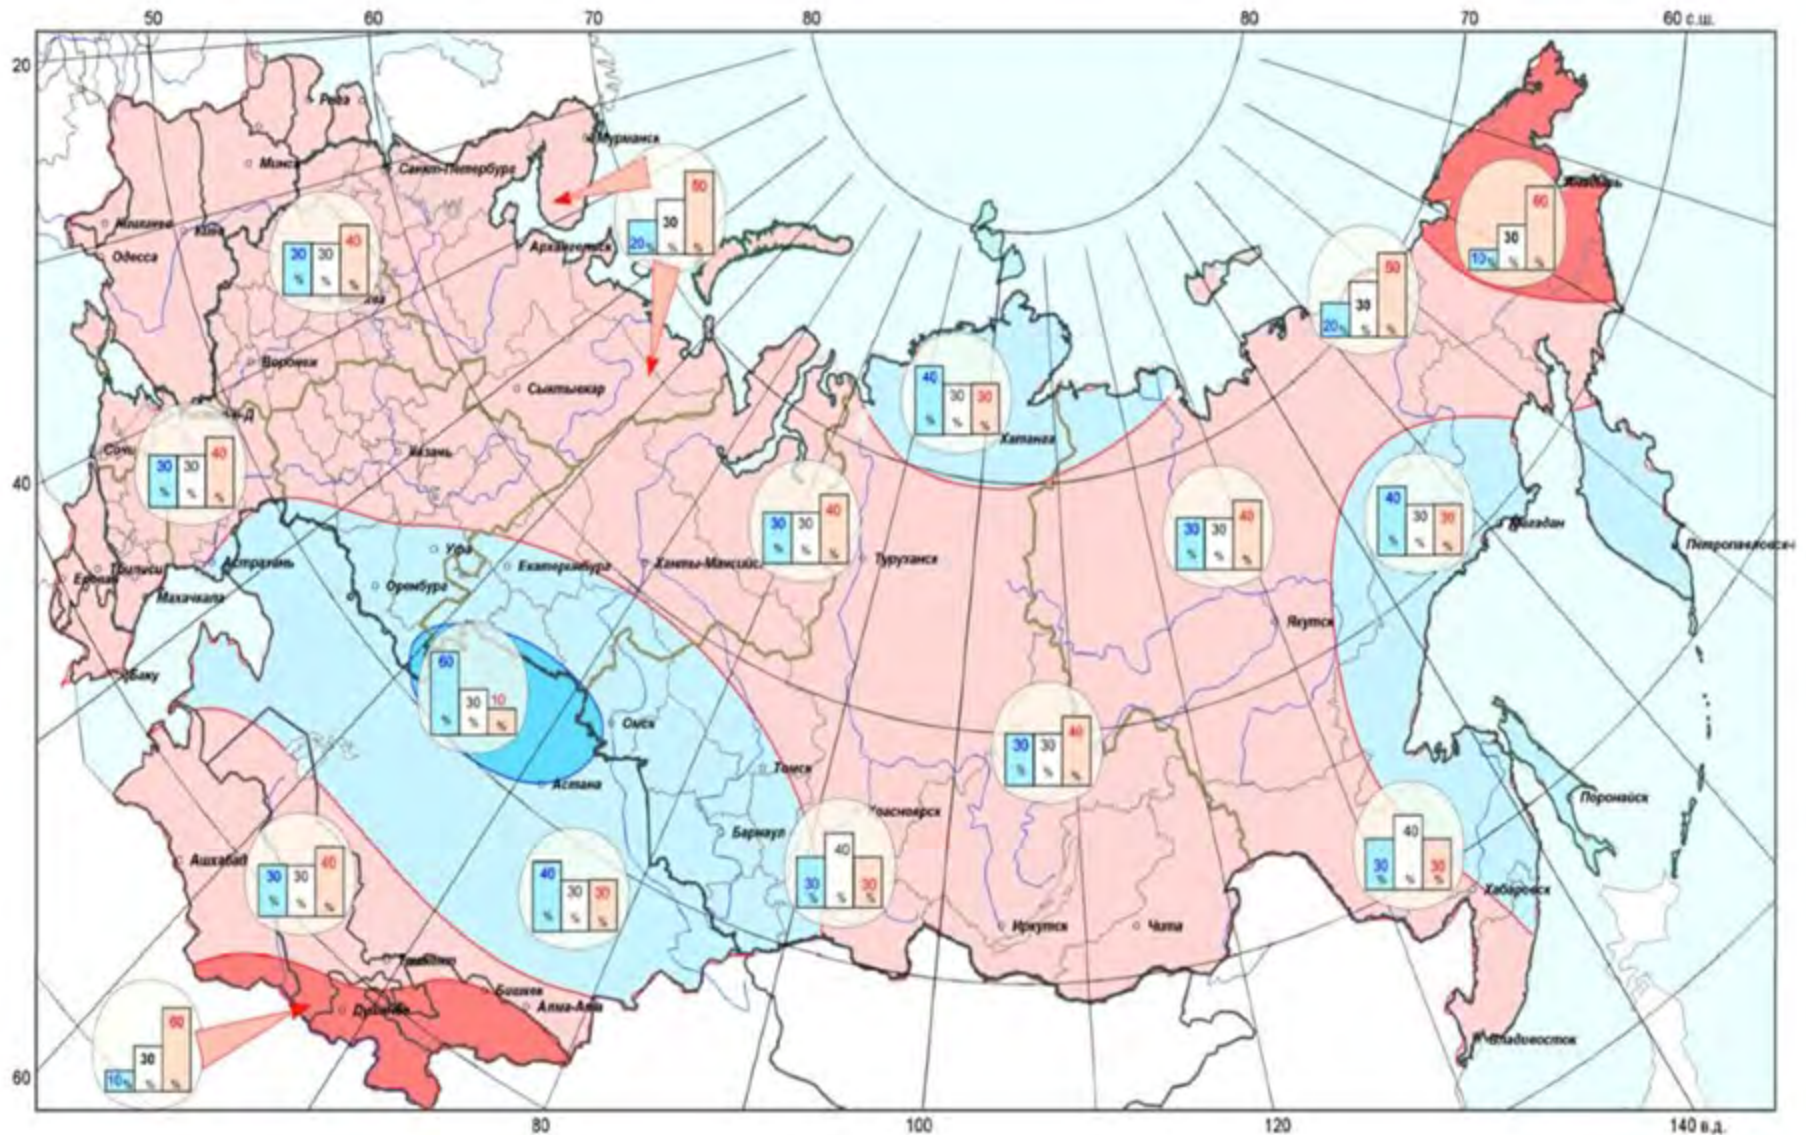 50 60 70 80 80 70 60 с.ш.
20
Рига
Мурманск
Минск
Санкт-Петербург
Анадырь
50
30
20 % % %
60
30
10 % % %
Кишинев
Киев
Архангельск
Одесса
30 30 40
% % %
50
30
20 % % %
Воронеж
Сыктывкар
40 30 30
% % %
Хатанга
Сочи
Казань
30 30 40
% % %
40
30 30 40
% % %
30 30 40
% % %
40 30 30
% % %
Магадан
Петропавловск
Уфа
Екатеринбург
Ханты-Мансийс
Туруханск
Тбилиси
Астрахань
Ереван
Оренбург
Махачкала
Якутск
Баку
60 30 10
% % %
Омск
30 30 40
% % %
Томск
Астана
Поронайск
Красноярск
Барнаул
30 40 30
% % %
30 40 30
% % %
Ашхабад
30 30 40
% % %
40 30 30
% % %
Хабаровск
Иркутск
Чита
Бишкек
Алма-Ата
Душанбе
60
30
10 % % %
Владивосток
60
80 100 120 140 в.д.